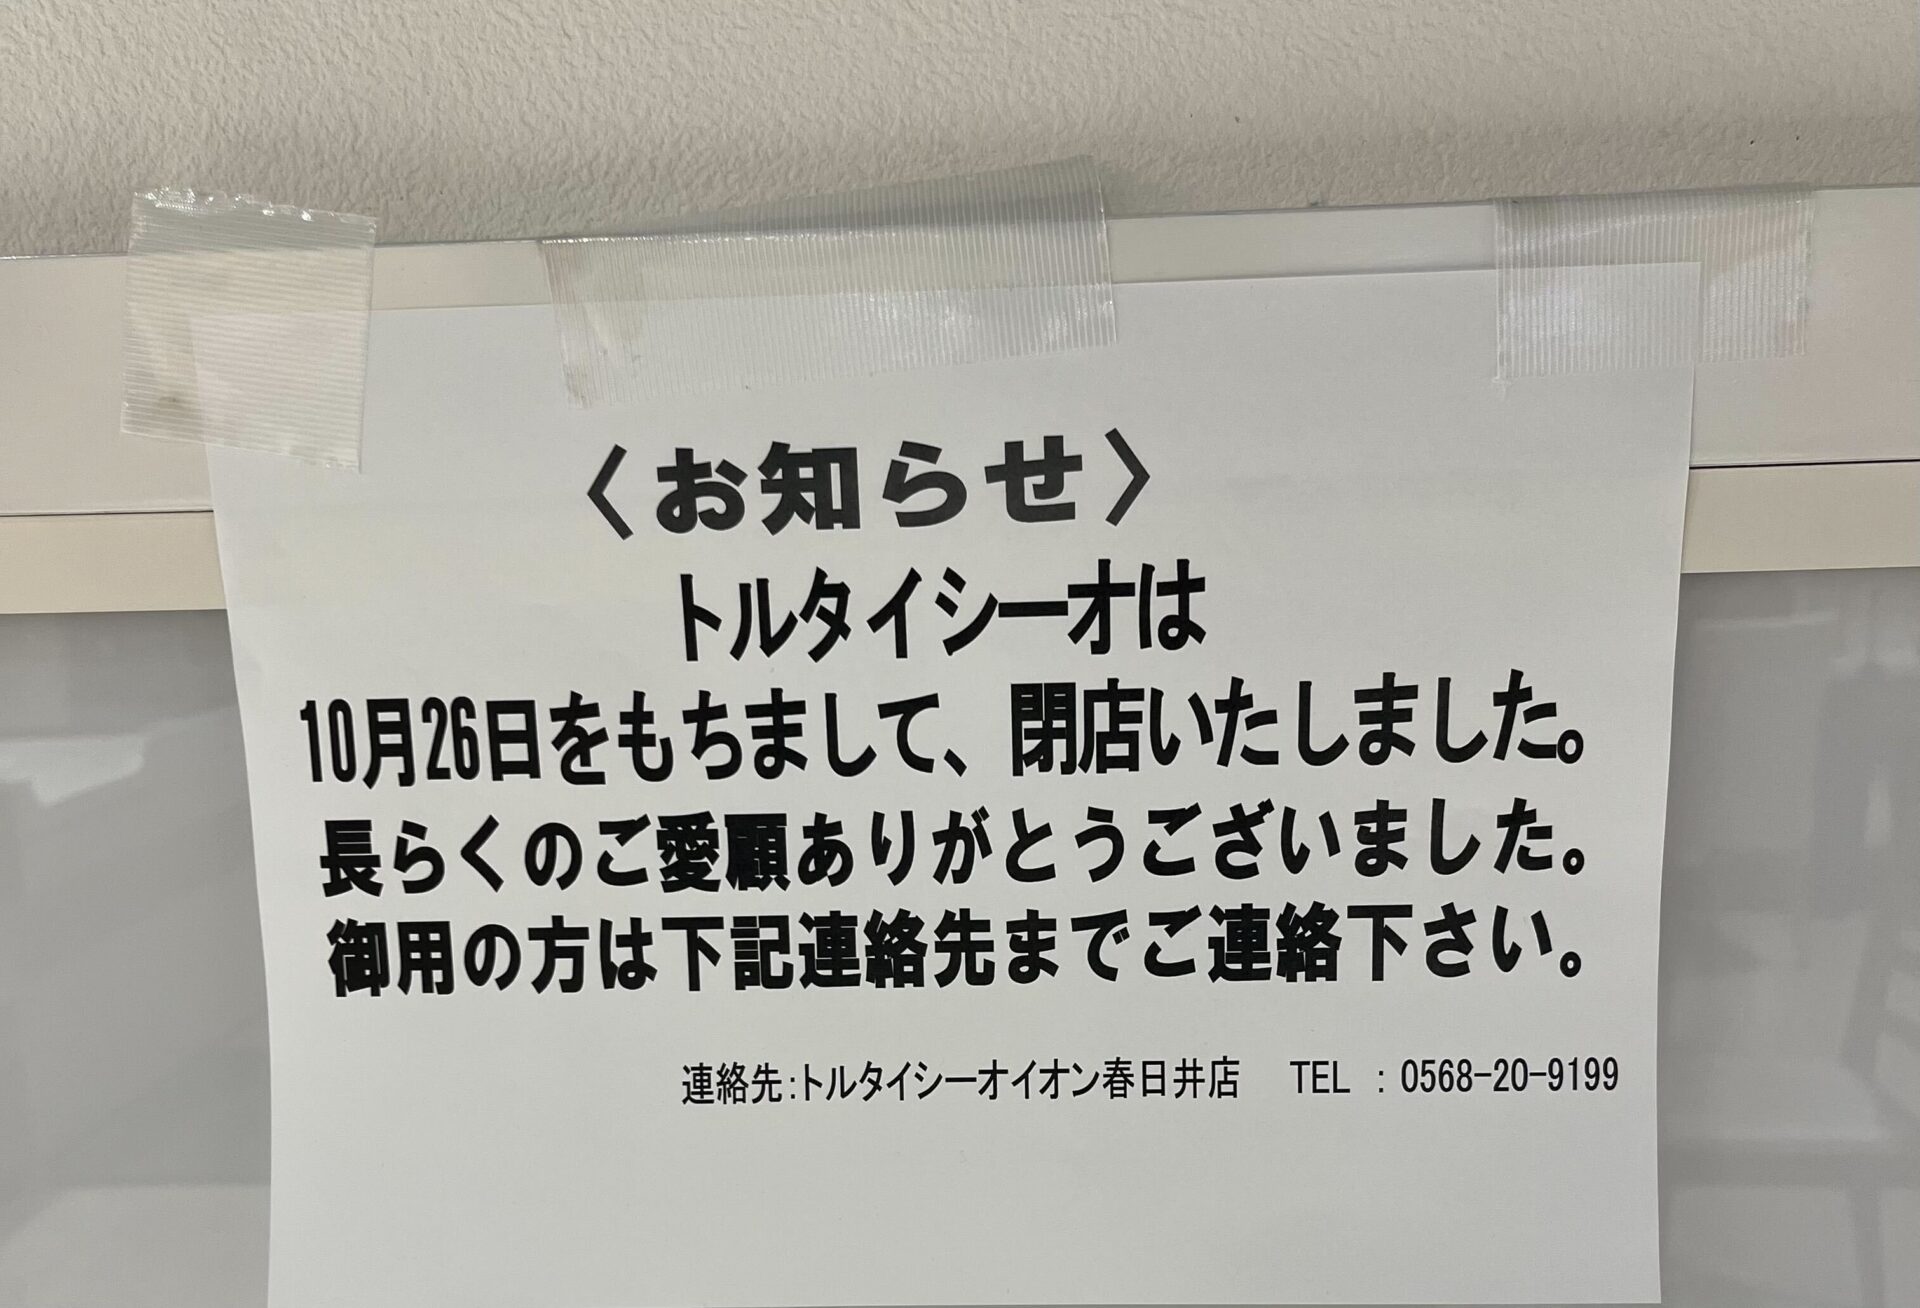 〈お知らせ〉
トルタイシーオは
10月26日をもちまして、閉店いたしました。
長らくのご愛顧ありがとうございました。
御用の方は下記連絡先までご連絡下さい。
連絡先:トルタイシーオイオン春日井店 TEL : 0568-20-9199